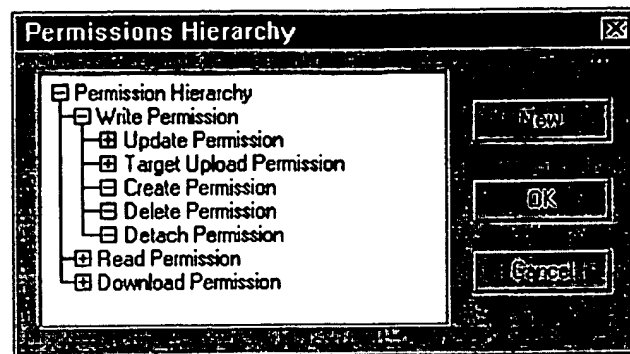 Permissions Hierarchy
Permission Hierarchy
Write Permission
Update Permission
Target Upload Permission
Create Permission
Delete Permission
Detach Permission
Read Permission
Download Permission
New
OK
Cancel